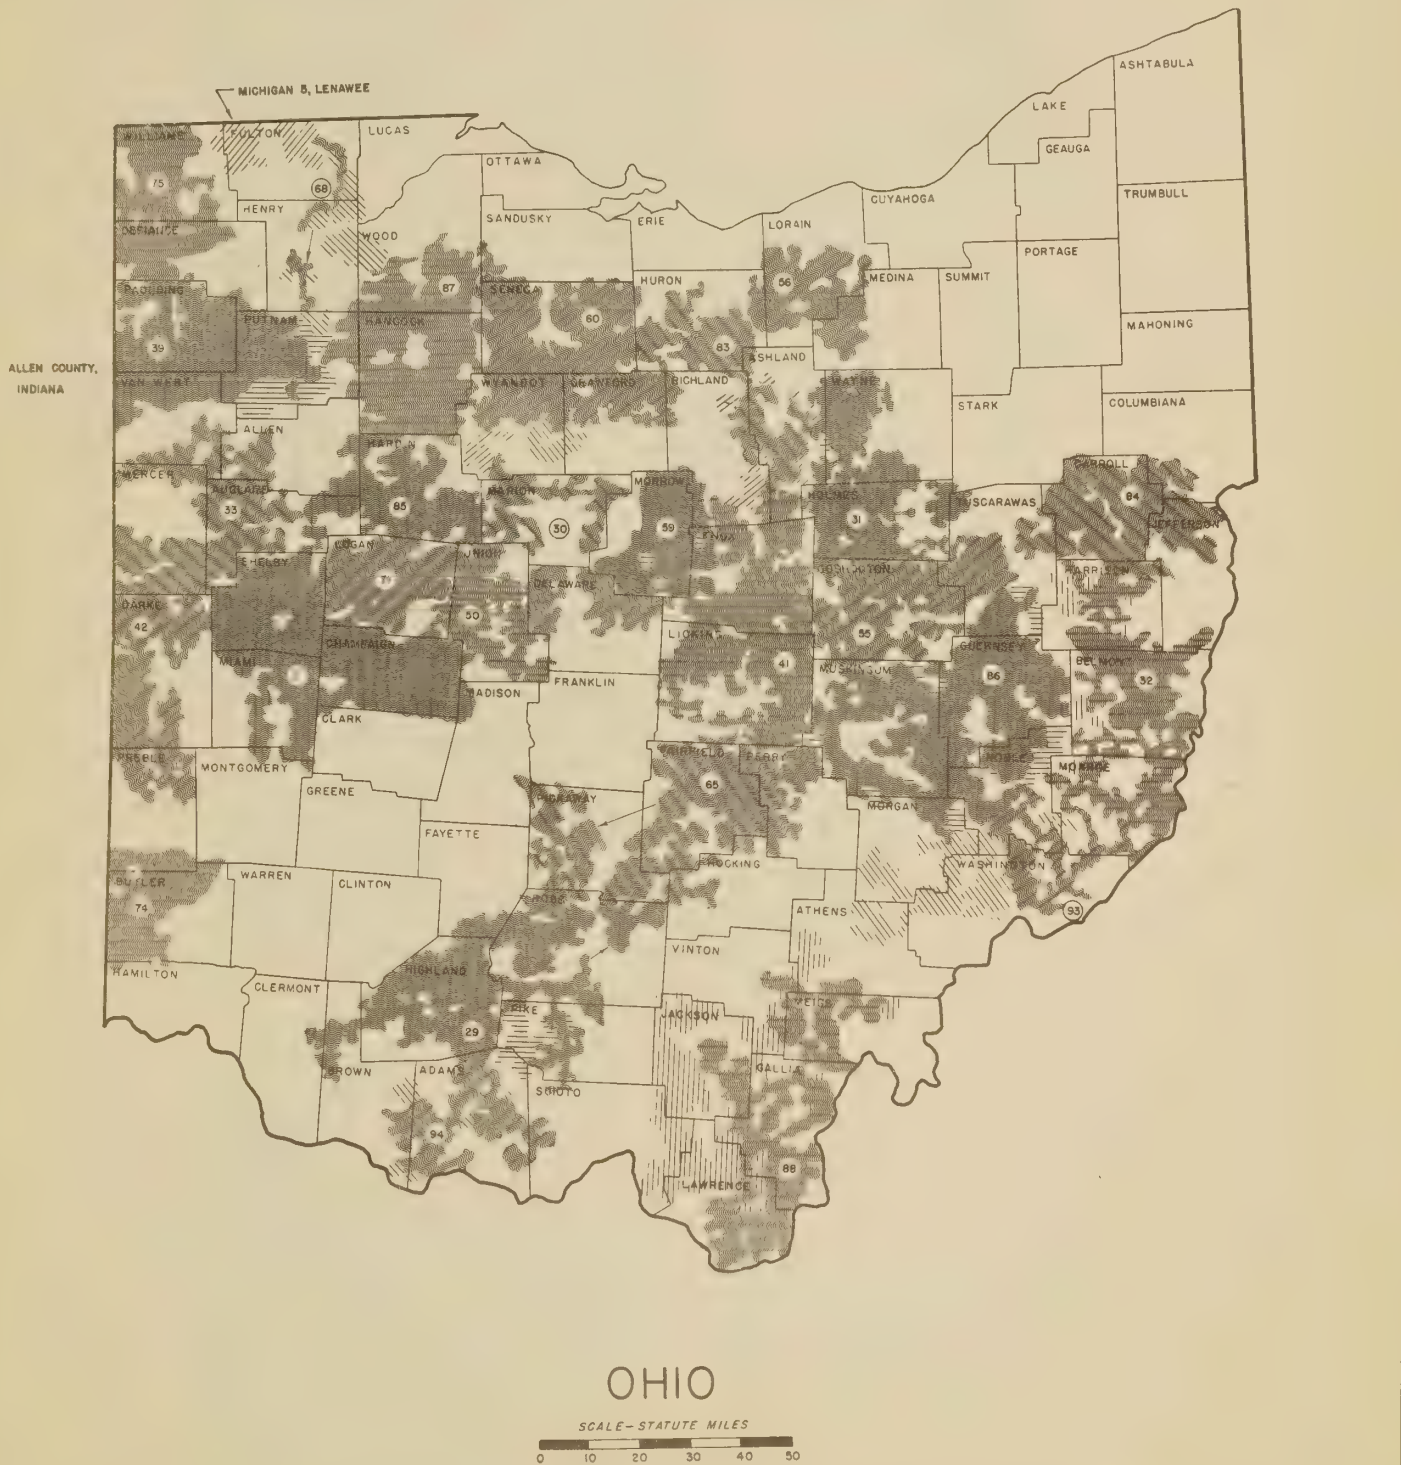 MICHIGAN 5, LENAWEE
ASHTABULA
LAKE
GEAUGA
WILLIAMS
FULTON
LUCAS
OTTAWA
CUYAHOGA
TRUMBULL
75
68
HENRY
SANDUSKY
ERIE
LORAIN
DEFIANCE
WOOD
PORTAGE
87
SENECA
HURON
56
MEDINA
SUMMIT
PAULDING
PUTNAM
HANCOCK
60
MAHONING
39
83
ASHLAND
ALLEN COUNTY,
INDIANA
VAN WERT
WYANDOT
CRAWFORD
RICHLAND
WAYNE
STARK
COLUMBIANA
ALLEN
HARDIN
MERCER
CARROLL
AUGLAIZE
MARION
MORROW
HOLMES
TUSCARAWAS
84
33
85
30
59
31
JEFFERSON
LOGAN
UNION
KNOX
SHELBY
71
DELAWARE
COSHOCTON
HARRISON
DARKE
42
50
LICKING
55
CHAMPAIGN
GUERNSEY
MIAMI
41
MUSKINGUM
86
BELMONT
32
MADISON
FRANKLIN
CLARK
PREBLE
MONTGOMERY
FAIRFIELD
PERRY
NOBLE
MONROE
GREENE
65
PICKAWAY
MORGAN
FAYETTE
HOCKING
WASHINGTON
BUTLER
WARREN
CLINTON
74
ROSS
ATHENS
93
VINTON
HAMILTON
HIGHLAND
CLERMONT
PIKE
JACKSON
MEIGS
29
BROWN
ADAMS
SCIOTO
GALLIA
94
88
LAWRENCE
OHIO
SCALE-STATUTE MILES
0 10 20 30 40 50